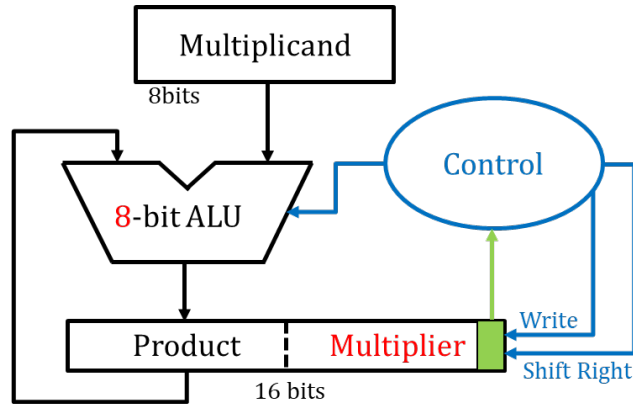 Multiplicand
8bits
Control
8-bit ALU
Write
Product
Multiplier
Shift Right
16 bits